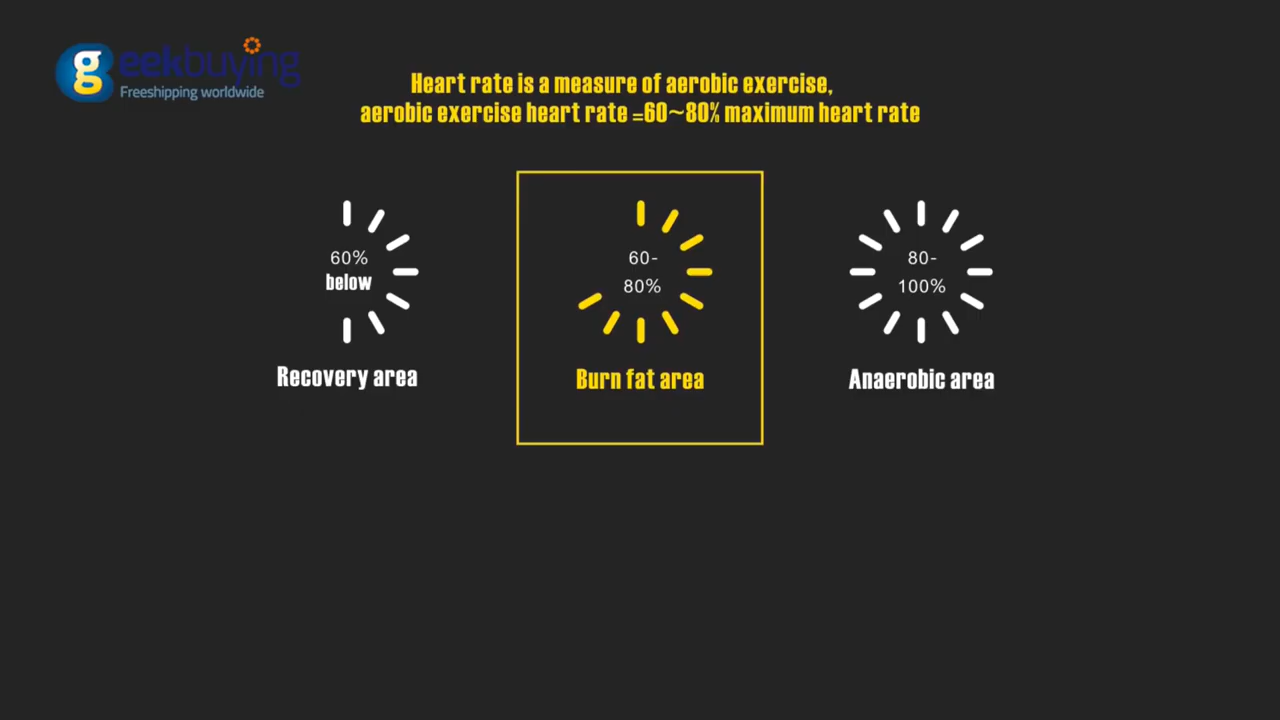 geekbuying
Freeshipping worldwide
Heart rate is a measure of aerobic exercise,
aerobic exercise heart rate =60~80% maximum heart rate
60%
below
Recovery area
60-
80%
Burn fat area
80-
100%
Anaerobic area